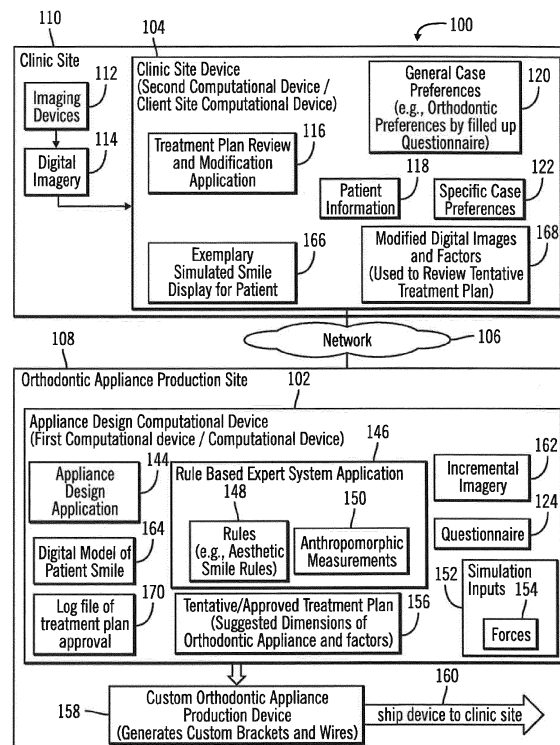 110
104
100
Clinic Site
112
Imaging
Devices
114
Digital
Imagery
Clinic Site Device
(Second Computational Device /
Client Site Computational Device)
116
Treatment Plan Review
and Modification
Application
120
General Case
Preferences
(e.g., Orthodontic
Preferences by filled up
Questionnaire)
118
Patient
Information
122
Specific Case
Preferences
166
Exemplary
Simulated Smile
Display for Patient
168
Modified Digital Images
and Factors
(Used to Review Tentative
Treatment Plan)
Network
106
108
102
Orthodontic Appliance Production Site
Appliance Design Computational Device
(First Computational device / Computational Device)
144
Appliance
Design
Application
146
Rule Based Expert System Application
148
Rules
(e.g., Aesthetic
Smile Rules)
150
Anthropomorphic
Measurements
162
Incremental
Imagery
124
Questionnaire
164
Digital Model of
Patient Smile
170
Log file of
treatment plan
approval
156
Tentative/Approved Treatment Plan
(Suggested Dimensions of
Orthodontic Appliance and factors)
152
Simulation
Inputs
154
Forces
158
Custom Orthodontic Appliance
Production Device
(Generates Custom Brackets and Wires)
160
ship device to clinic site